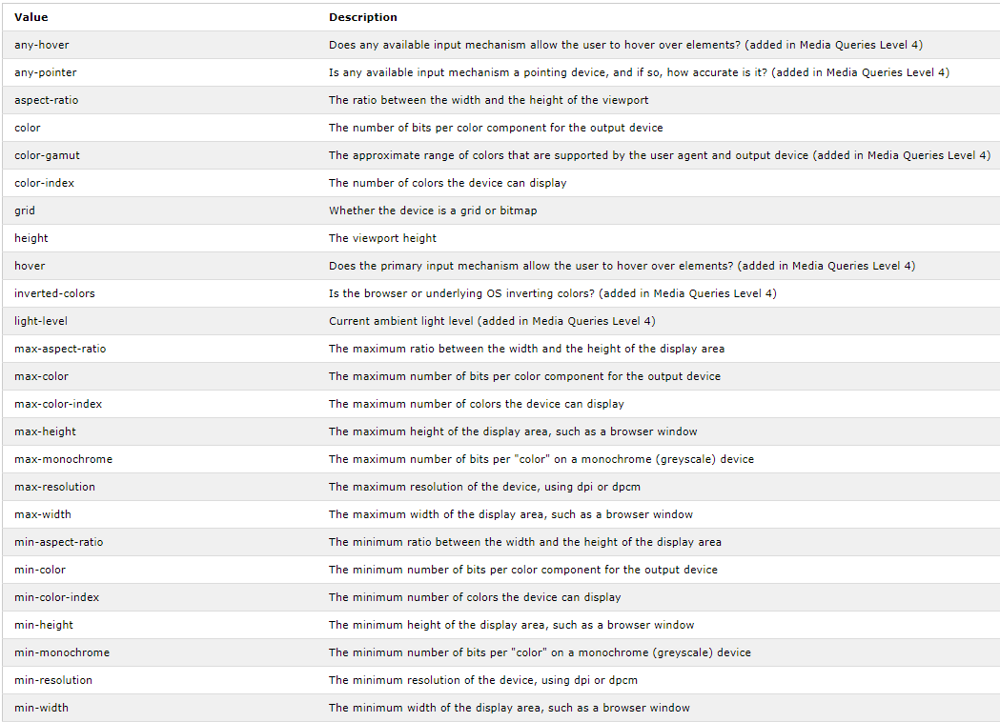 Value Description
any-hover Does any available input mechanism allow the user to hover over elements? (added in Media Queries Level 4)
any-pointer Is any available input mechanism a pointing device, and if so, how accurate is it? (added in Media Queries Level 4)
aspect-ratio The ratio between the width and the height of the viewport
color The number of bits per color component for the output device
color-gamut The approximate range of colors that are supported by the user agent and output device (added in Media Queries Level 4)
color-index The number of colors the device can display
grid Whether the device is a grid or bitmap
height The viewport height
hover Does the primary input mechanism allow the user to hover over elements? (added in Media Queries Level 4)
inverted-colors Is the browser or underlying OS inverting colors? (added in Media Queries Level 4)
light-level Current ambient light level (added in Media Queries Level 4)
max-aspect-ratio The maximum ratio between the width and the height of the display area
max-color The maximum number of bits per color component for the output device
max-color-index The maximum number of colors the device can display
max-height The maximum height of the display area, such as a browser window
max-monochrome The maximum number of bits per "color" on a monochrome (greyscale) device
max-resolution The maximum resolution of the device, using dpi or dpcm
max-width The maximum width of the display area, such as a browser window
min-aspect-ratio The minimum ratio between the width and the height of the display area
min-color The minimum number of bits per color component for the output device
min-color-index The minimum number of colors the device can display
min-height The minimum height of the display area, such as a browser window
min-monochrome The minimum number of bits per "color" on a monochrome (greyscale) device
min-resolution The minimum resolution of the device, using dpi or dpcm
min-width The minimum width of the display area, such as a browser window